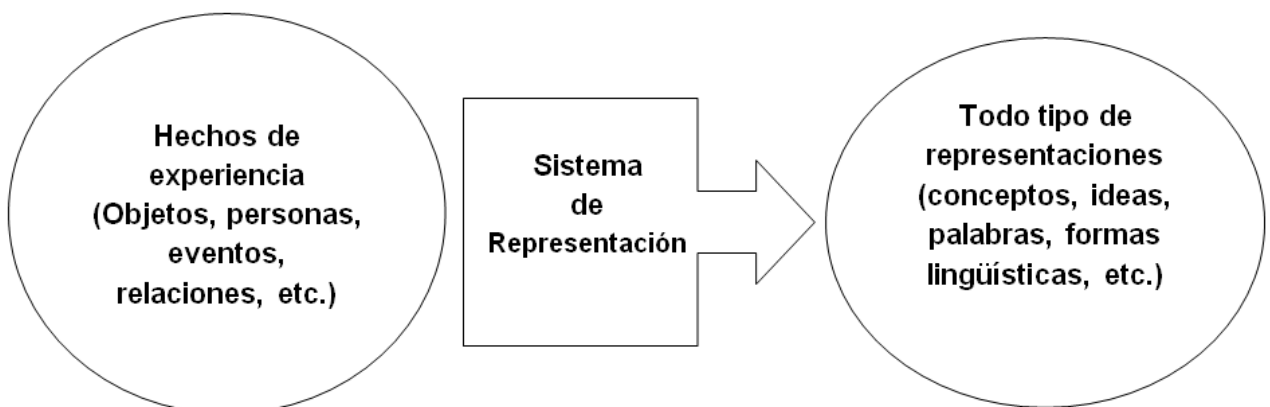 Hechos de
experiencia
(Objetos, personas,
eventos,
relaciones, etc.)
Sistema
de
Representación
Todo tipo de
representaciones
(conceptos, ideas,
palabras, formas
lingüísticas, etc.)